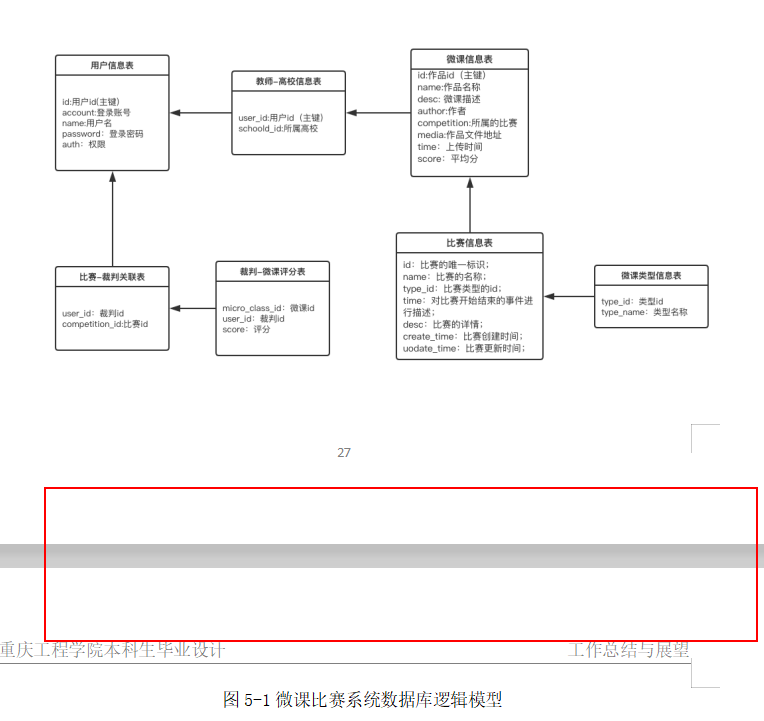 用户信息表
id:用户id(主键)
account:登录账号
name:用户名
password：登录密码
auth：权限
教师-高校信息表
user_id:用户id（主键）
schoold_id:所属高校
微课信息表
id:作品id（主键）
name:作品名称
desc: 微课描述
author:作者
competition:所属的比赛
media:作品文件地址
time：上传时间
score：平均分
比赛-裁判关联表
user_id：裁判id
competition_id:比赛id
裁判-微课评分表
micro_class_id：微课id
user_id：裁判id
score：评分
比赛信息表
id：比赛的唯一标识；
name：比赛的名称；
type_id：比赛类型的id；
time：对比赛开始结束的事件进
行描述；
desc：比赛的详情；
create_time：比赛创建时间；
uodate_time：比赛更新时间；
微课类型信息表
type_id：类型id
type_name：类型名称
27
重庆工程学院本科生毕业设计
工作总结与展望
图 5-1 微课比赛系统数据库逻辑模型